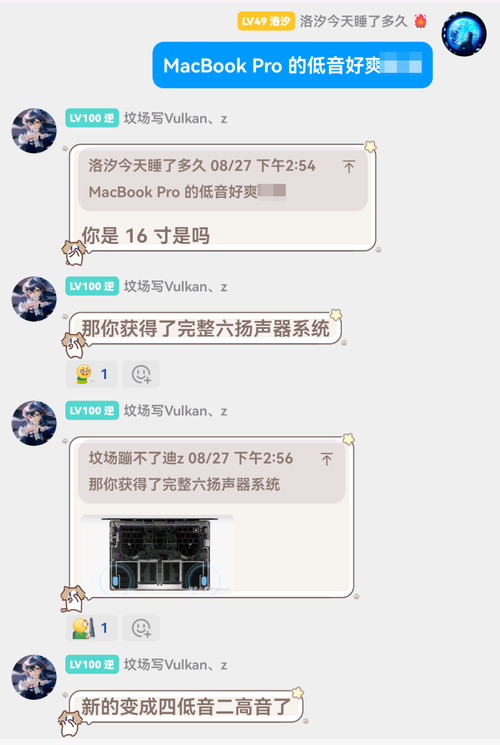 LV49 洛汐 洛汐今天睡了多久
MacBook Pro 的低音好爽
LV100 逆 坟场写Vulkan、z
洛汐今天睡了多久 08/27 下午2:54
MacBook Pro 的低音好爽
你是 16 寸是吗
LV100 逆 坟场写Vulkan、z
那你获得了完整六扬声器系统
1
LV100 逆 坟场写Vulkan、z
坟场蹦不了迪z 08/27 下午2:56
那你获得了完整六扬声器系统
1
LV100 逆 坟场写Vulkan、z
新的变成四低音二高音了